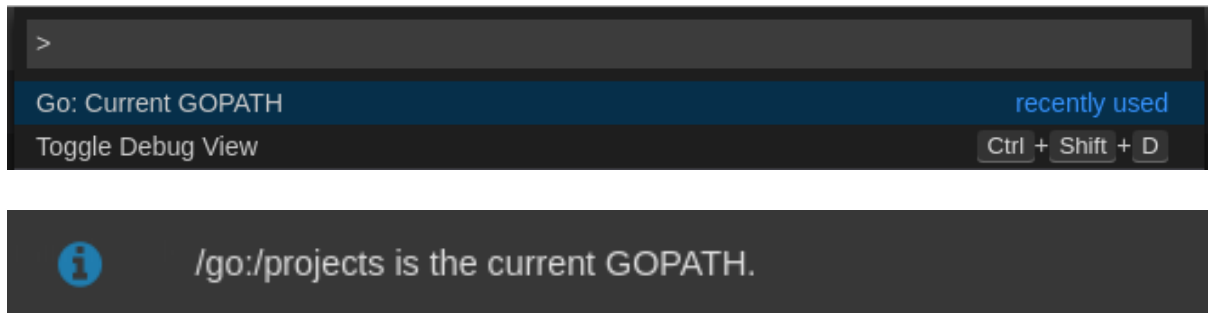 >
Go: Current GOPATH recently used
Toggle Debug View Ctrl + Shift + D
/go:/projects is the current GOPATH.